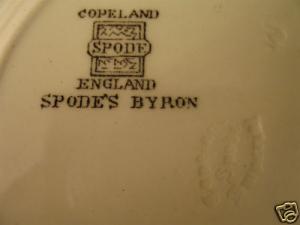 COPELAND
SPODE
ENGLAND
SPODE'S BYRON